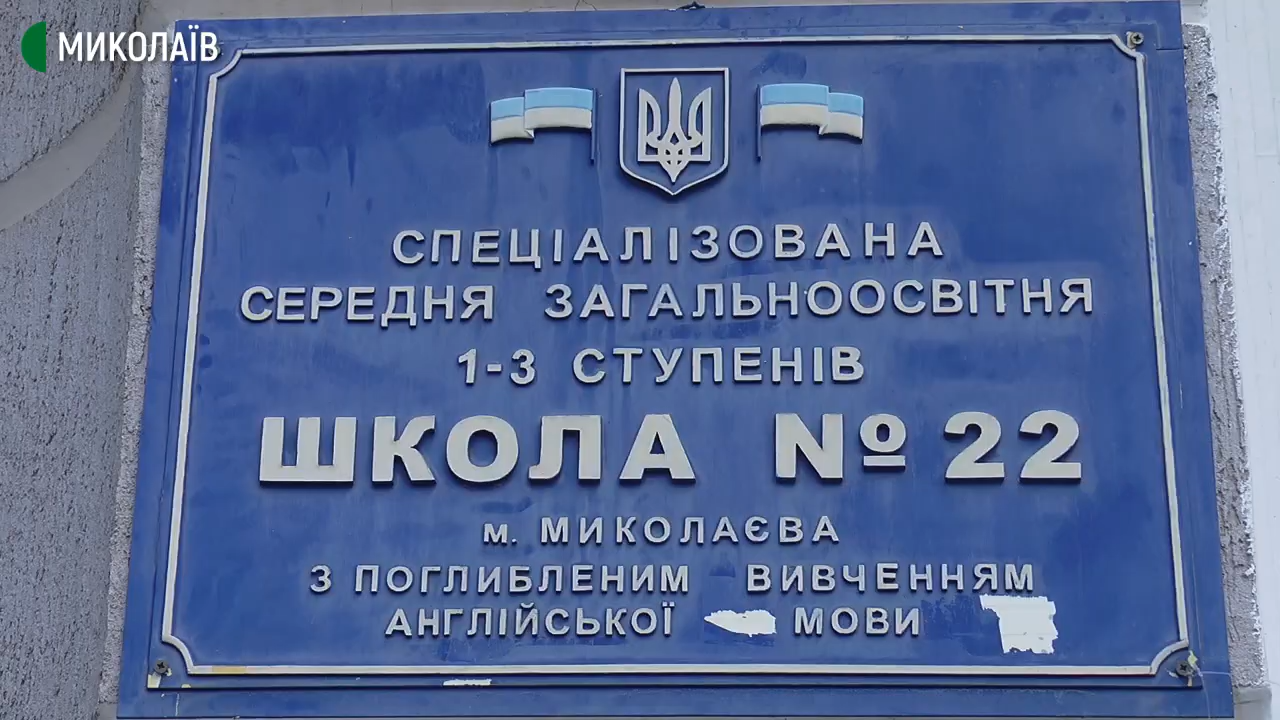 МИКОЛАЇВ
СПЕЦІАЛІЗОВАНА
СЕРЕДНЯ ЗАГАЛЬНООСВІТНЯ
1-3 СТУПЕНІВ
ШКОЛА № 22
м. МИКОЛАЄВА
З ПОГЛИБЛЕНИМ ВИВЧЕННЯМ
АНГЛІЙСЬКОЇ МОВИ